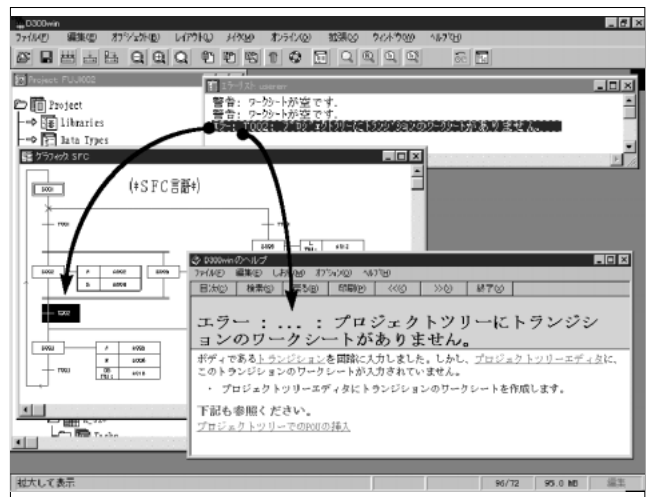 D300win
ファイル(F) 編集(E) オブジェクト(B) レイアウト(L) メイク(M) オンライン(O) 拡張(X) ウィンドウ(W) ヘルプ(H)
Project: FUJI002
Project
libraries
Data Types
エラーリスト
警告: ワークシートが空です.
警告: ワークシートが空です.
グラフィック SFC
(*SFC言語*)
D300winのヘルプ
ファイル(F) 編集(E) しおり(M) オプション(O) ヘルプ(H)
目次(C) 検索(S) 戻る(B) 印刷(P) <<(<) >>(>) 終了(X)
エラー : ... : プロジェクトツリーにトランジシ
ョンのワークシートがありません。
ボディであるトランジションを回路に入力しました。しかし、プロジェクトツリーエディタに、
このトランジションのワークシートが入力されていません。
・ プロジェクトツリーエディタにトランジションのワークシートを作成します。
下記も参照ください。
プロジェクトツリーでのPOUの挿入
Tasks
拡大して表示 96/72 95.0 MB 編集